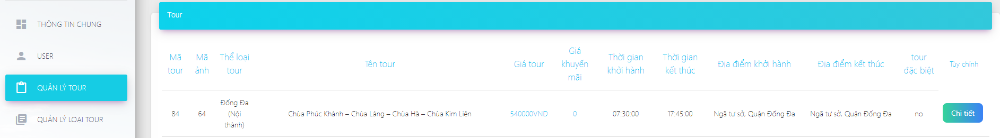 THÔNG TIN CHUNG
USER
QUẢN LÝ TOUR
QUẢN LÝ LOẠI TOUR
Tour
Mã tour
Mã ảnh
Thể loại tour
Tên tour
Giá tour
Giá khuyến mãi
Thời gian khởi hành
Thời gian kết thúc
Địa điểm khởi hành
Địa điểm kết thúc
tour đặc biệt
Tùy chỉnh
84
64
Đống Đa (Nội thành)
Chùa Phúc Khánh – Chùa Láng – Chùa Hà – Chùa Kim Liên
540000VND
0
07:30:00
17:45:00
Ngã tư sở, Quận Đống Đa
Ngã tư sở, Quận Đống Đa
no
Chi tiết